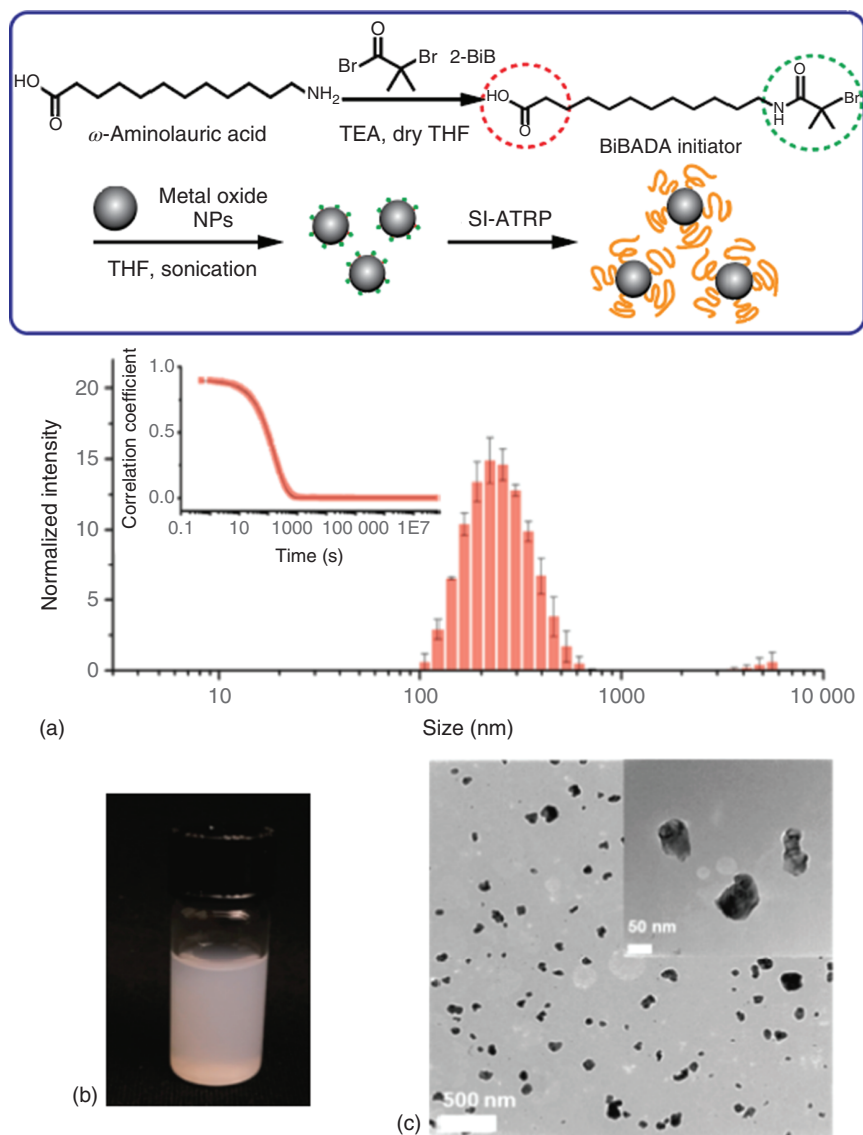 HO
O
NH2
ω-Aminolauric acid
O
Br
Br
2-BiB
TEA, dry THF
HO
O
N
H
O
Br
BiBADA initiator
Metal oxide
NPs
THF, sonication
SI-ATRP
Normalized intensity
20
15
10
5
0
Correlation coefficient
1.0
0.5
0.0
0.1 10 1000 100 000 1E7
Time (s)
10 100 1000 10 000
Size (nm)
(a)
(b)
50 nm
500 nm
(c)